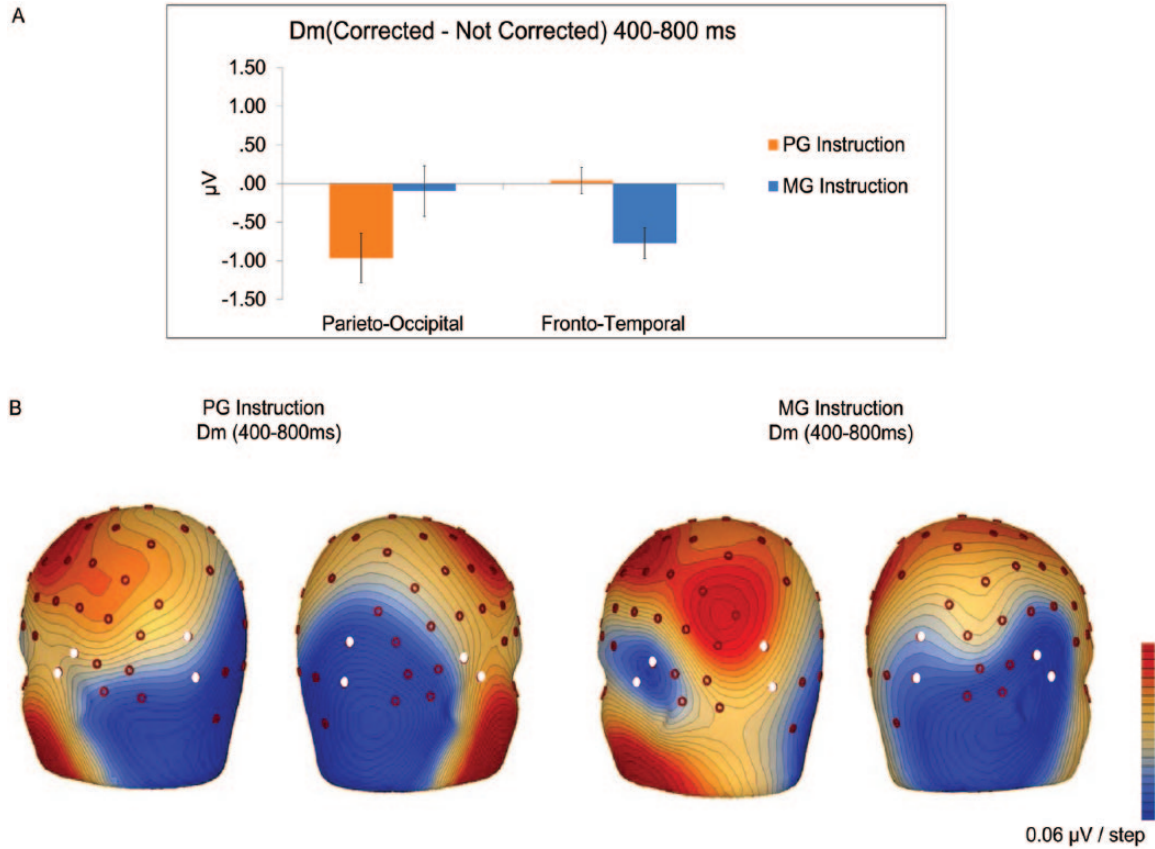 A
Dm(Corrected - Not Corrected) 400-800 ms
1.50
1.00
.50
.00
-.50
-1.00
-1.50
µV
PG Instruction
MG Instruction
Parieto-Occipital
Fronto-Temporal
B
PG Instruction
Dm (400-800ms)
MG Instruction
Dm (400-800ms)
0.06 µV / step